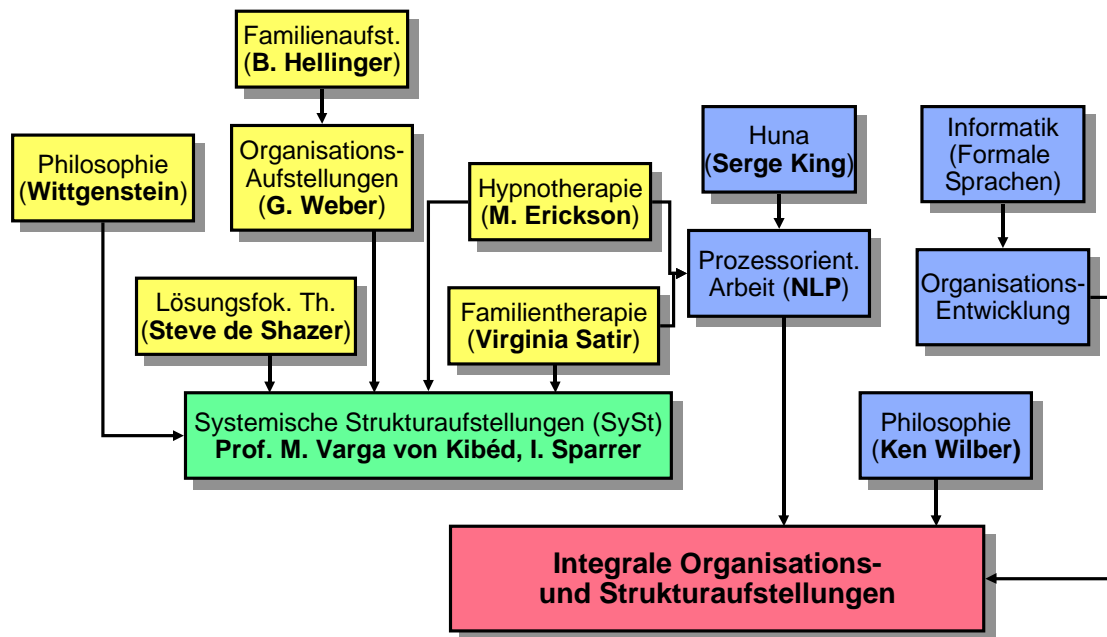 Familienaufst.
(B. Hellinger)
Philosophie
(Wittgenstein)
Organisations-
Aufstellungen
(G. Weber)
Hypnotherapie
(M. Erickson)
Huna
(Serge King)
Informatik
(Formale
Sprachen)
Lösungsfok. Th.
(Steve de Shazer)
Familientherapie
(Virginia Satir)
Prozessorient.
Arbeit (NLP)
Organisations-
Entwicklung
Systemische Strukturaufstellungen (SySt)
Prof. M. Varga von Kibéd, I. Sparrer
Philosophie
(Ken Wilber)
Integrale Organisations-
und Strukturaufstellungen